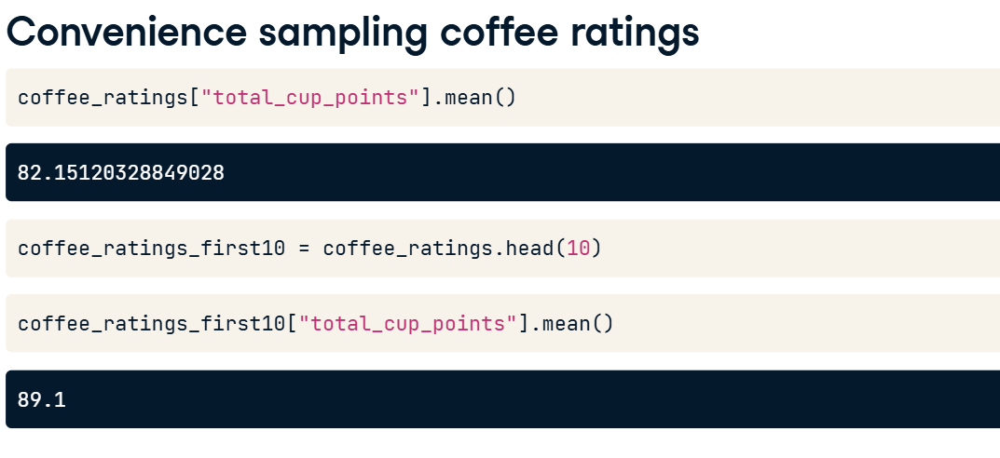 Convenience sampling coffee ratings
coffee_ratings["total_cup_points"].mean()
82.15120328849028
coffee_ratings_first10 = coffee_ratings.head(10)
coffee_ratings_first10["total_cup_points"].mean()
89.1